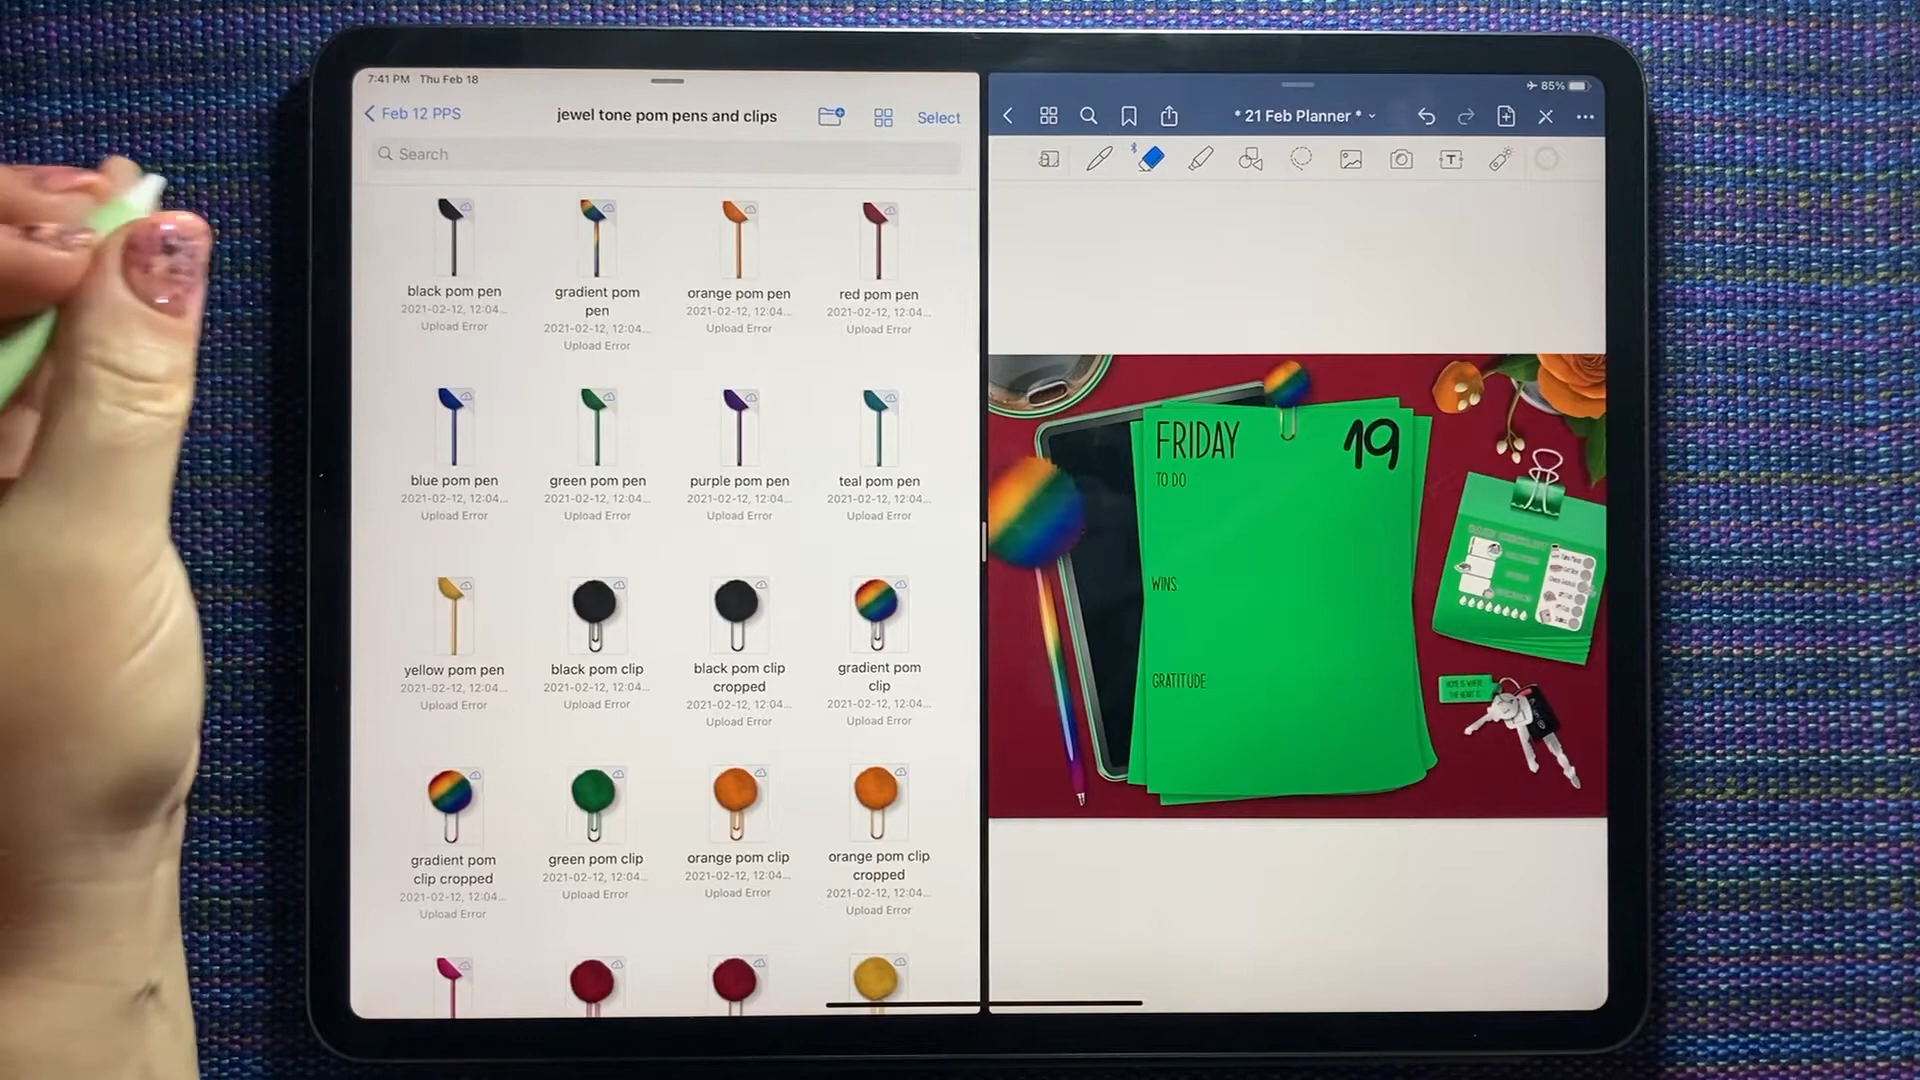 7:41 PM Thu Feb 18
Feb 12 PPS
jewel tone pom pens and clips
Select
Search
black pom pen
2021-02-12, 12:04...
Upload Error
gradient pom
pen
2021-02-12, 12:04...
Upload Error
orange pom pen
2021-02-12, 12:04...
Upload Error
red pom pen
2021-02-12, 12:04...
Upload Error
blue pom pen
2021-02-12, 12:04...
Upload Error
green pom pen
2021-02-12, 12:04...
Upload Error
purple pom pen
2021-02-12, 12:04...
Upload Error
teal pom pen
2021-02-12, 12:04...
Upload Error
yellow pom pen
2021-02-12, 12:04...
Upload Error
black pom clip
2021-02-12, 12:04...
Upload Error
black pom clip
cropped
2021-02-12, 12:04...
Upload Error
gradient pom
clip
2021-02-12, 12:04...
Upload Error
gradient pom
clip cropped
2021-02-12, 12:04...
Upload Error
green pom clip
2021-02-12, 12:04...
Upload Error
orange pom clip
2021-02-12, 12:04...
Upload Error
orange pom clip
cropped
2021-02-12, 12:04...
Upload Error
85%
* 21 Feb Planner *
T
FRIDAY 19
TO DO
WINS
GRATITUDE
HOME IS WHERE
THE HEART IS